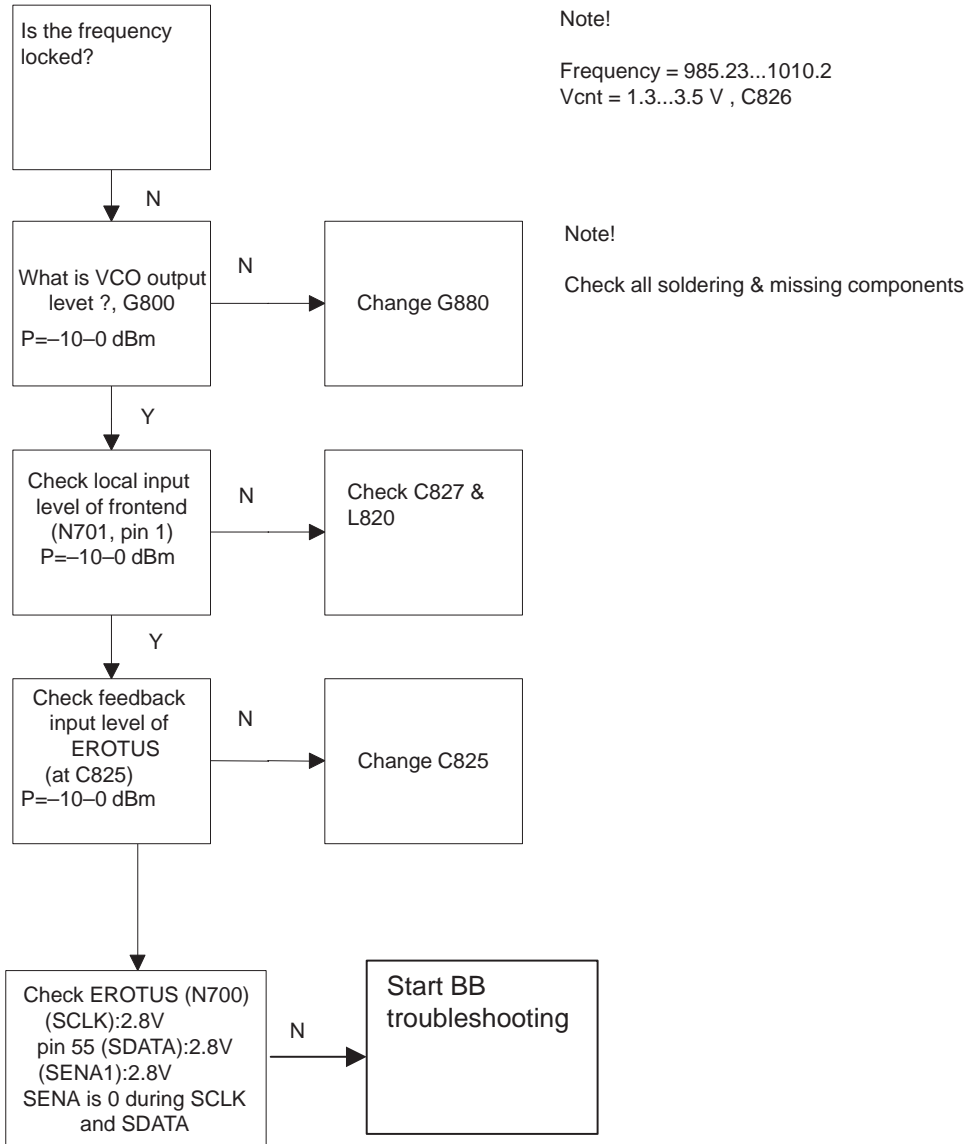 Is the frequency
locked?
Note!
Frequency = 985.23...1010.2
Vcnt = 1.3...3.5 V , C826
N
What is VCO output
levet ?, G800
P=–10–0 dBm
N
Change G880
Note!
Check all soldering & missing components
Y
Check local input
level of frontend
(N701, pin 1)
P=–10–0 dBm
N
Check C827 &
L820
Y
Check feedback
input level of
EROTUS
(at C825)
P=–10–0 dBm
N
Change C825
Check EROTUS (N700)
(SCLK):2.8V
pin 55 (SDATA):2.8V
(SENA1):2.8V
SENA is 0 during SCLK
and SDATA
N
Start BB
troubleshooting